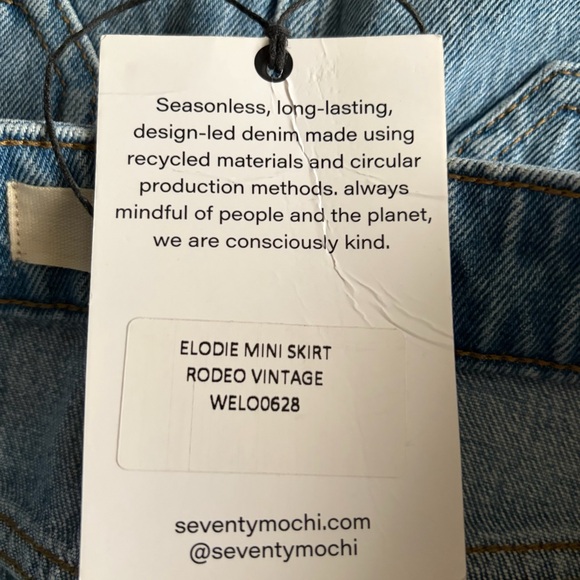 Seasonless, long-lasting,
design-led denim made using
recycled materials and circular
production methods. always
mindful of people and the planet,
we are consciously kind.
ELODIE MINI SKIRT
RODEO VINTAGE
WELO0628
seventymochi.com
@seventymochi